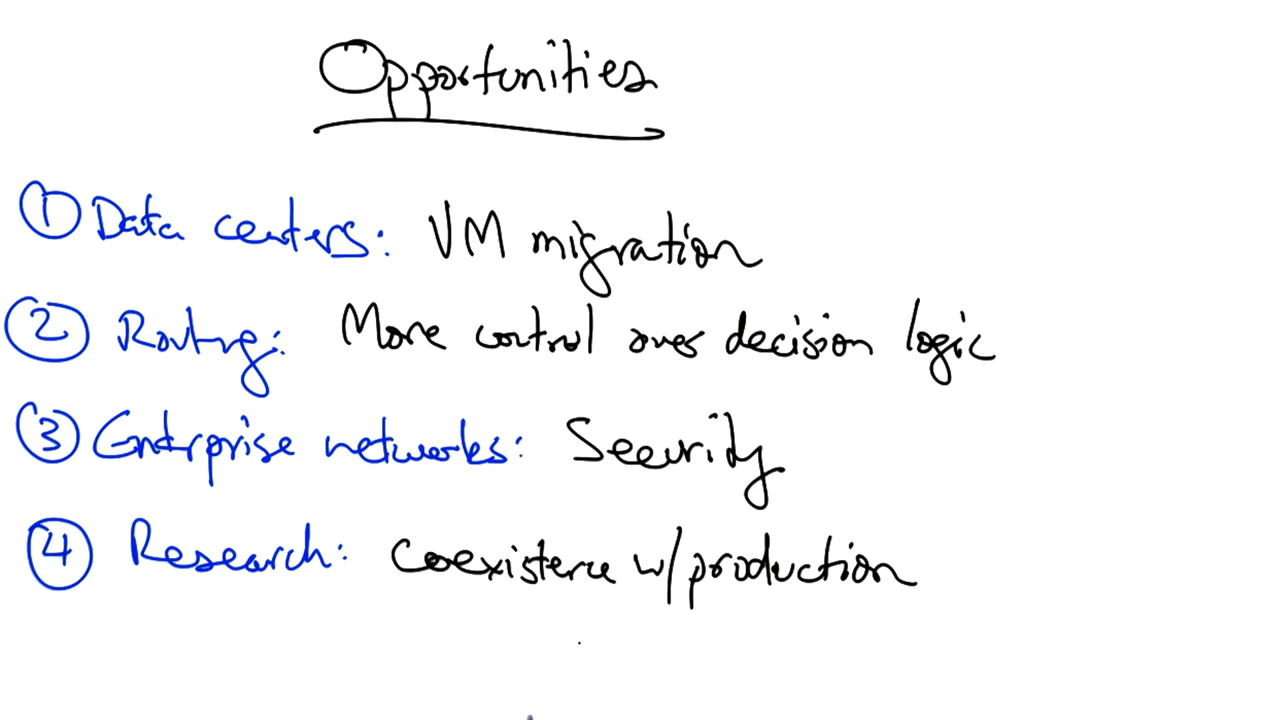 Opportunities
① Data centers: VM migration
② Routing: More control over decision logic
③ Enterprise networks: Security
④ Research: Coexistence w/ production